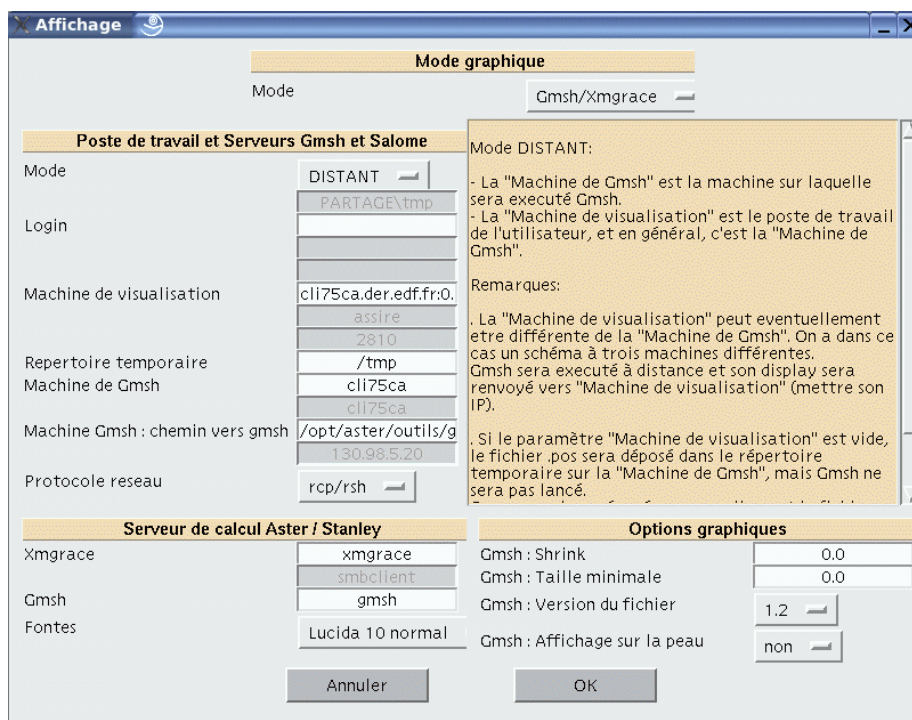 Affichage
Mode graphique
Mode
Gmsh/Xmgrace
Poste de travail et Serveurs Gmsh et Salome
Mode
DISTANT
PARTAGE\tmp
Login
Machine de visualisation
cli75ca.der.edf.fr:0.
assire
2810
Repertoire temporaire
/tmp
Machine de Gmsh
cli75ca
cli75ca
Machine Gmsh : chemin vers gmsh
/opt/aster/outils/g
130.98.5.20
Protocole reseau
rcp/rsh
Mode DISTANT:
- La "Machine de Gmsh" est la machine sur laquelle
sera executé Gmsh.
- La "Machine de visualisation" est le poste de travail
de l'utilisateur, et en général, c'est la "Machine de
Gmsh".
Remarques:
. La "Machine de visualisation" peut eventuellement
etre différente de la "Machine de Gmsh". On a dans ce
cas un schéma à trois machines différentes.
Gmsh sera executé à distance et son display sera
renvoyé vers "Machine de visualisation" (mettre son
IP).
. Si le paramètre "Machine de visualisation" est vide,
le fichier .pos sera déposé dans le répertoire
temporaire sur la "Machine de Gmsh", mais Gmsh ne
sera pas lancé.
Serveur de calcul Aster / Stanley
Xmgrace
xmgrace
smbclient
Gmsh
gmsh
Fontes
Lucida 10 normal
Options graphiques
Gmsh : Shrink
0.0
Gmsh : Taille minimale
0.0
Gmsh : Version du fichier
1.2
Gmsh : Affichage sur la peau
non
Annuler
OK